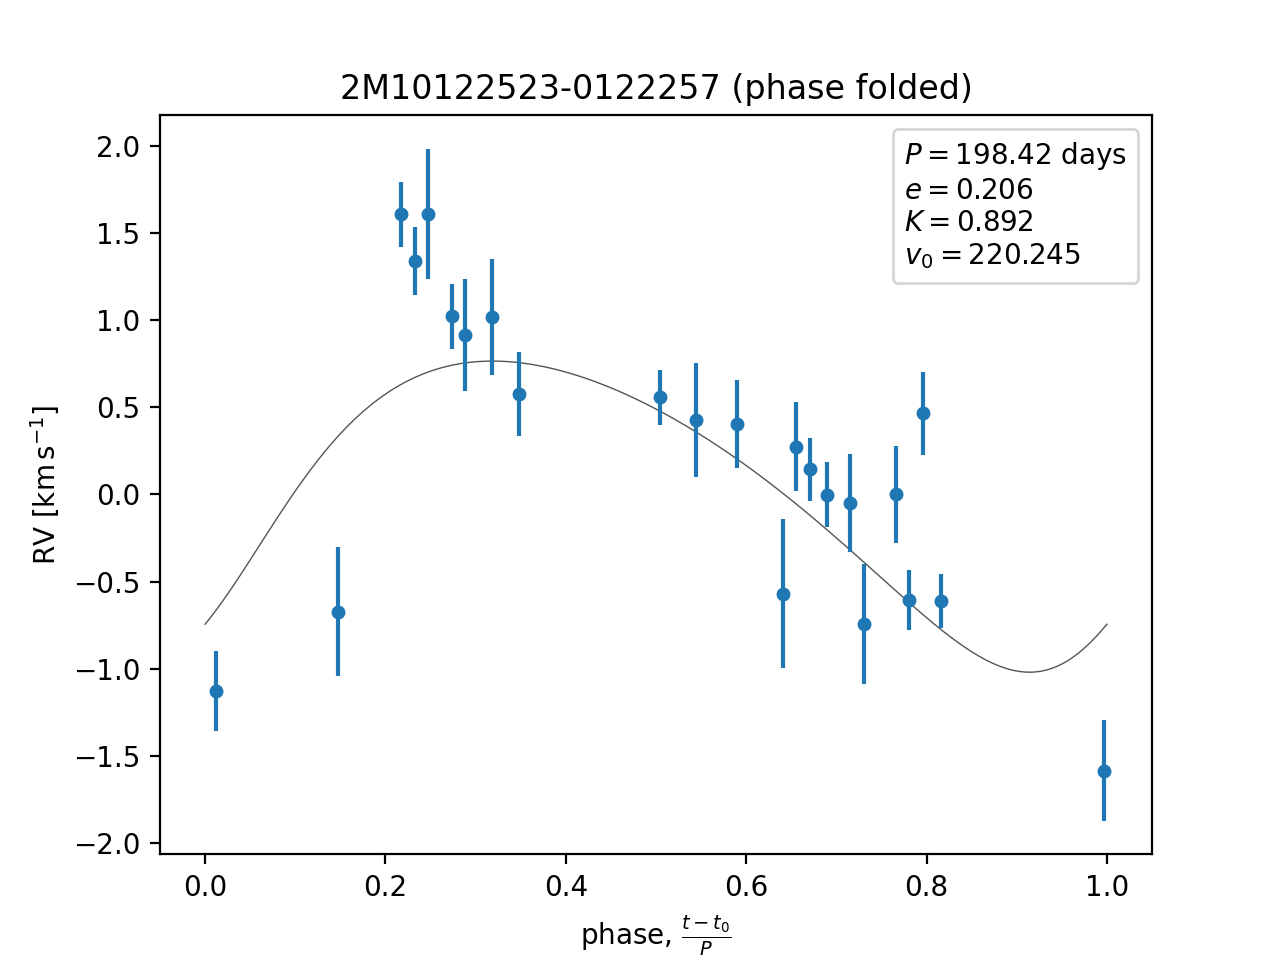 2M10122523-0122257 (phase folded)
P = 198.42 days
e = 0.206
K = 0.892
v₀ = 220.245
RV [km s⁻¹]
2.0
1.5
1.0
0.5
0.0
−0.5
−1.0
−1.5
−2.0
0.0 0.2 0.4 0.6 0.8 1.0
phase, (t − t₀)/P